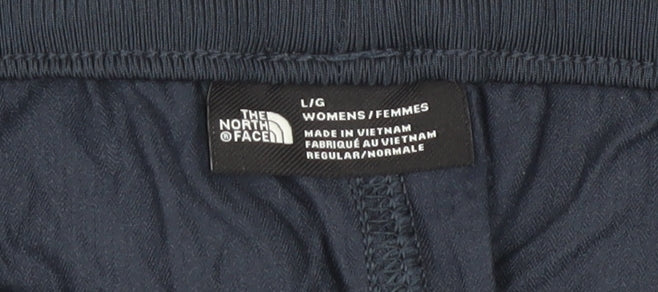 THE
NORTH
FACE®
L/G
WOMENS/FEMMES
MADE IN VIETNAM
FABRIQUÉ AU VIETNAM
REGULAR/NORMALE